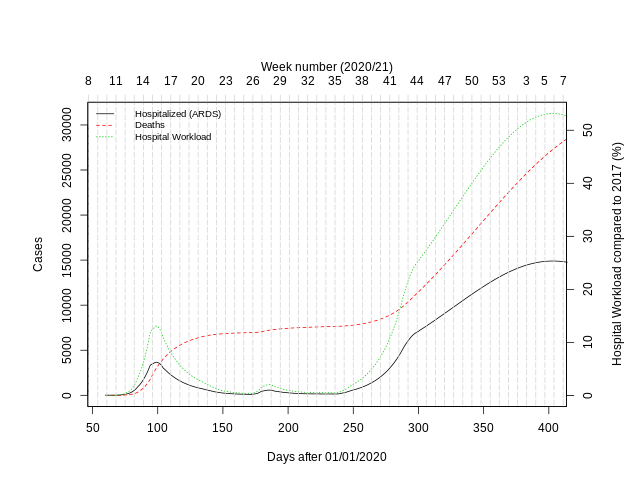 Week number (2020/21)
8 11 14 17 20 23 26 29 32 35 38 41 44 47 50 53 3 5 7
Hospitalized (ARDS)
Deaths
Hospital Workload
Cases
0 5000 10000 15000 20000 25000 30000
Hospital Workload compared to 2017 (%)
0 10 20 30 40 50
50 100 150 200 250 300 350 400
Days after 01/01/2020